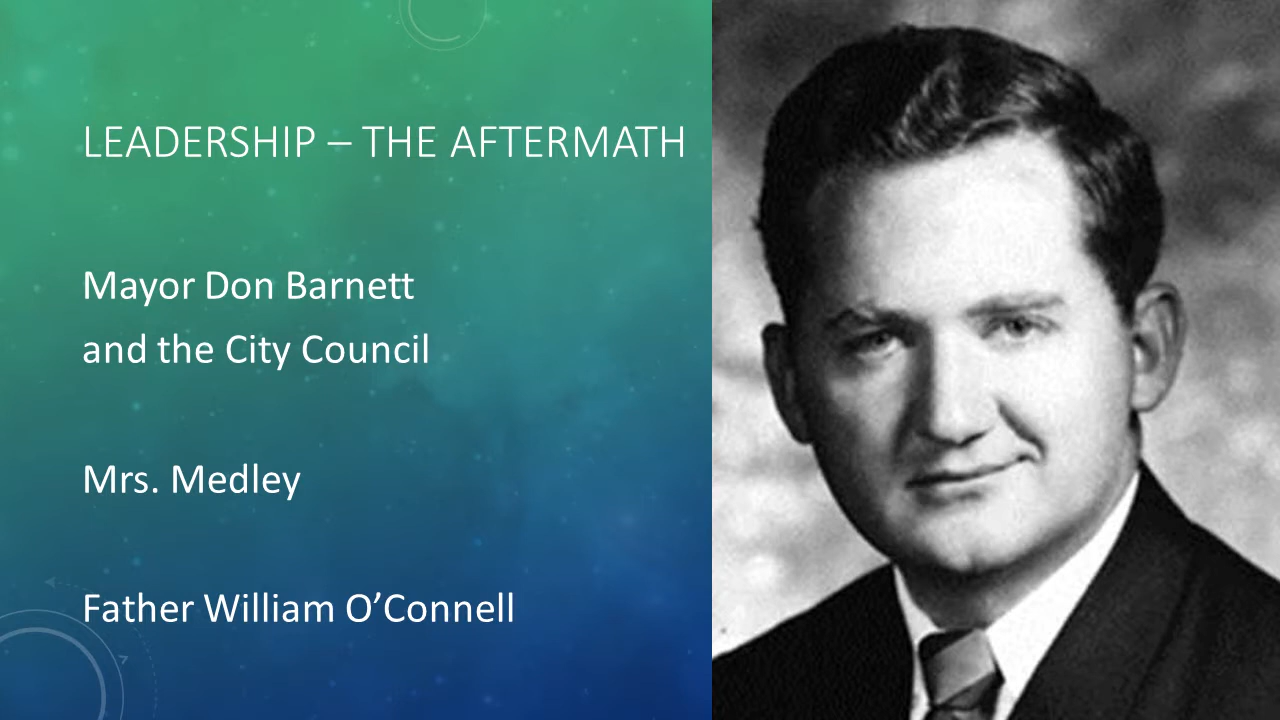 LEADERSHIP – THE AFTERMATH
Mayor Don Barnett
and the City Council
Mrs. Medley
Father William O’Connell